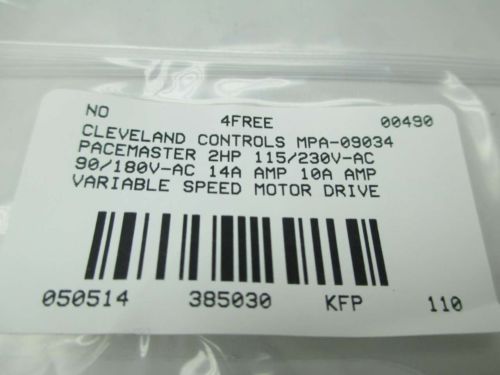 NO 4FREE 00490
CLEVELAND CONTROLS MPA-09034
PACEMASTER 2HP 115/230V-AC
90/180V-AC 14A AMP 10A AMP
VARIABLE SPEED MOTOR DRIVE
050514 385030 KFP 110